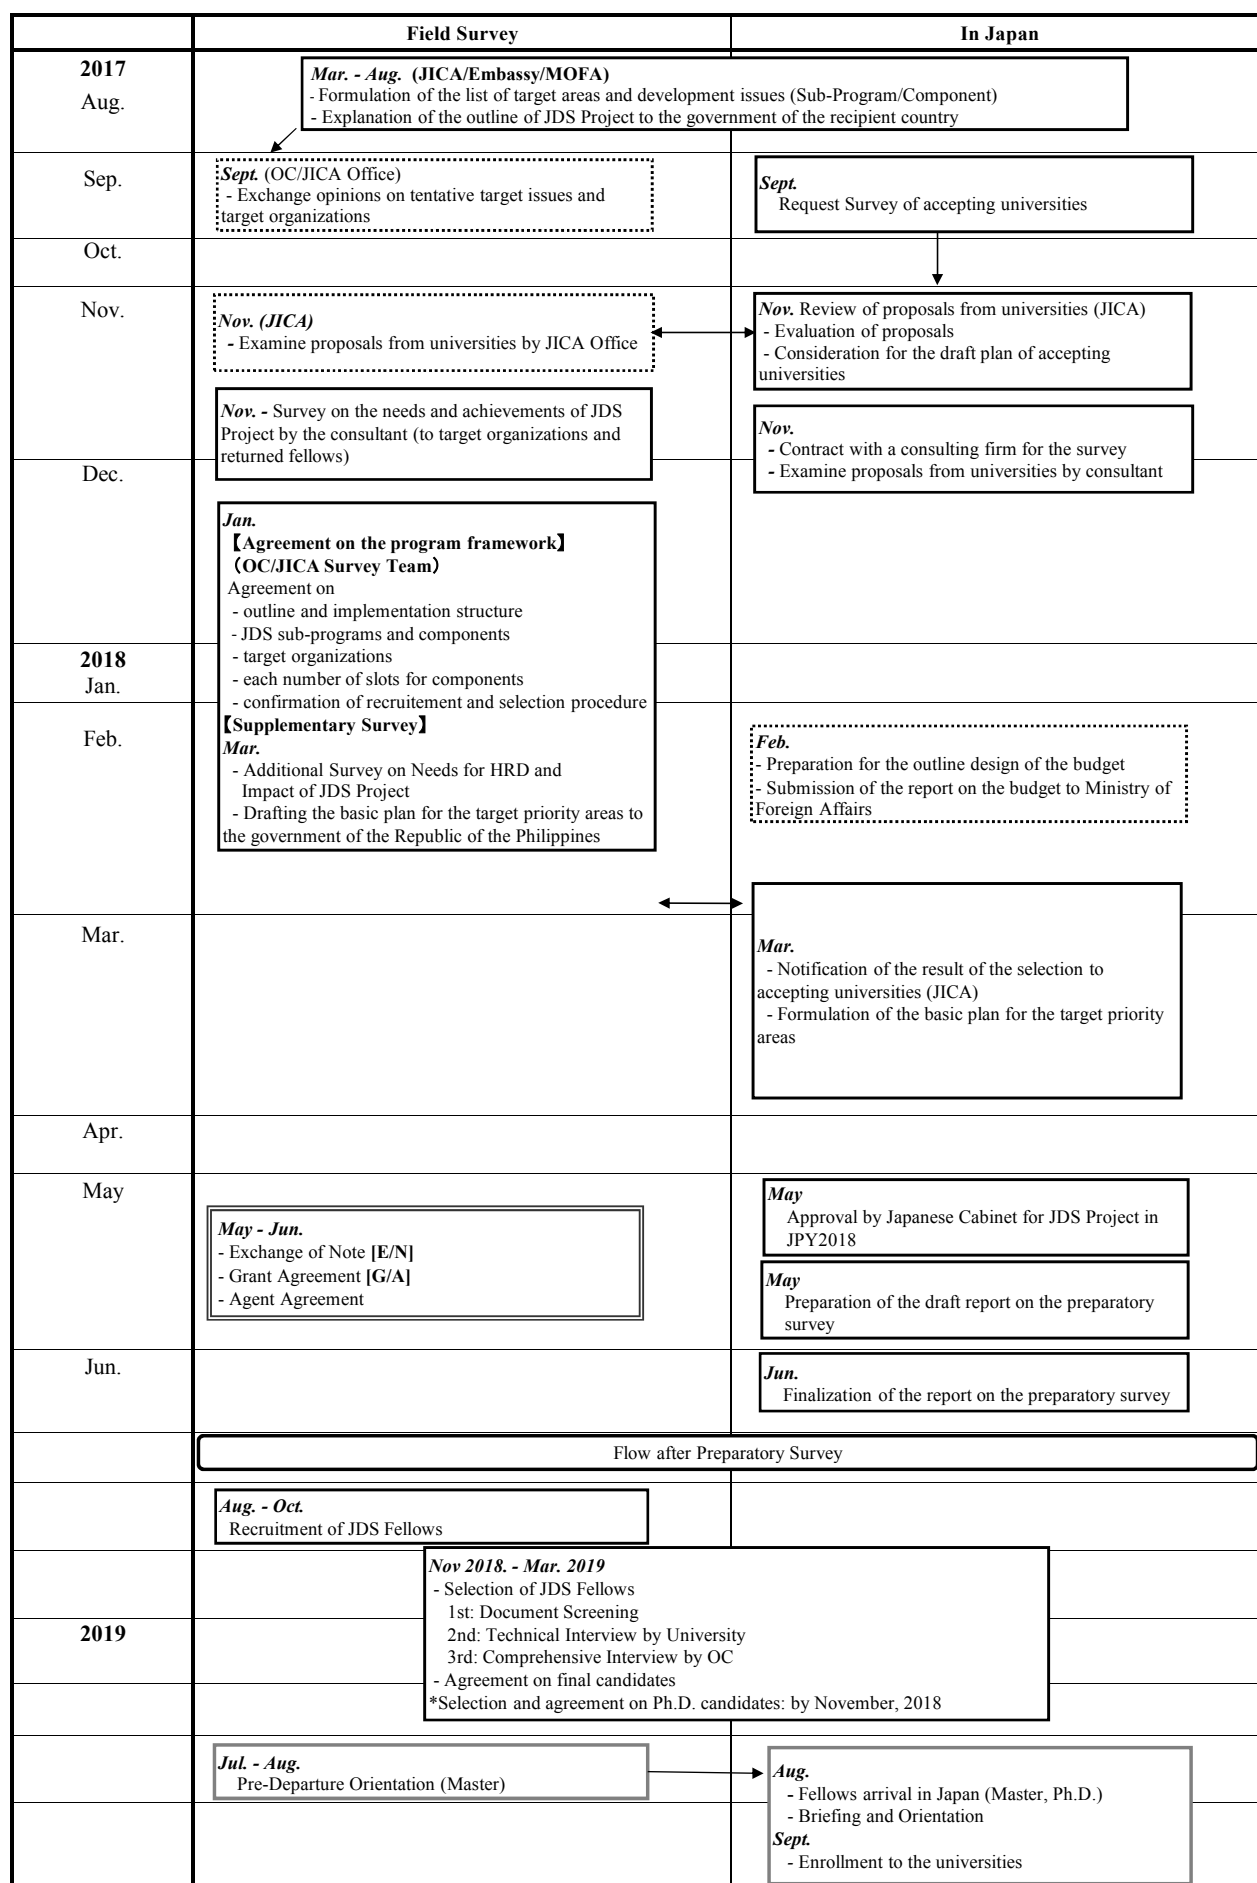 Field Survey
In Japan
2017
Aug.
Mar. - Aug. (JICA/Embassy/MOFA)
- Formulation of the list of target areas and development issues (Sub-Program/Component)
- Explanation of the outline of JDS Project to the government of the recipient country
Sep.
Sept. (OC/JICA Office)
- Exchange opinions on tentative target issues and
target organizations
Sept.
Request Survey of accepting universities
Oct.
Nov.
Nov. (JICA)
- Examine proposals from universities by JICA Office
Nov. Review of proposals from universities (JICA)
- Evaluation of proposals
- Consideration for the draft plan of accepting
universities
Nov. - Survey on the needs and achievements of JDS
Project by the consultant (to target organizations and
returned fellows)
Nov.
- Contract with a consulting firm for the survey
- Examine proposals from universities by consultant
Dec.
Jan.
【Agreement on the program framework】
（OC/JICA Survey Team）
Agreement on
- outline and implementation structure
- JDS sub-programs and components
- target organizations
- each number of slots for components
- confirmation of recruitement and selection procedure
【Supplementary Survey】
Mar.
- Additional Survey on Needs for HRD and
Impact of JDS Project
- Drafting the basic plan for the target priority areas to
the government of the Republic of the Philippines
2018
Jan.
Feb.
Feb.
- Preparation for the outline design of the budget
- Submission of the report on the budget to Ministry of
Foreign Affairs
Mar.
Mar.
- Notification of the result of the selection to
accepting universities (JICA)
- Formulation of the basic plan for the target priority
areas
Apr.
May
May - Jun.
- Exchange of Note [E/N]
- Grant Agreement [G/A]
- Agent Agreement
May
Approval by Japanese Cabinet for JDS Project in
JPY2018
May
Preparation of the draft report on the preparatory
survey
Jun.
Jun.
Finalization of the report on the preparatory survey
Flow after Preparatory Survey
Aug. - Oct.
Recruitment of JDS Fellows
Nov 2018. - Mar. 2019
- Selection of JDS Fellows
1st: Document Screening
2nd: Technical Interview by University
3rd: Comprehensive Interview by OC
- Agreement on final candidates
*Selection and agreement on Ph.D. candidates: by November, 2018
2019
Jul. - Aug.
Pre-Departure Orientation (Master)
Aug.
- Fellows arrival in Japan (Master, Ph.D.)
- Briefing and Orientation
Sept.
- Enrollment to the universities